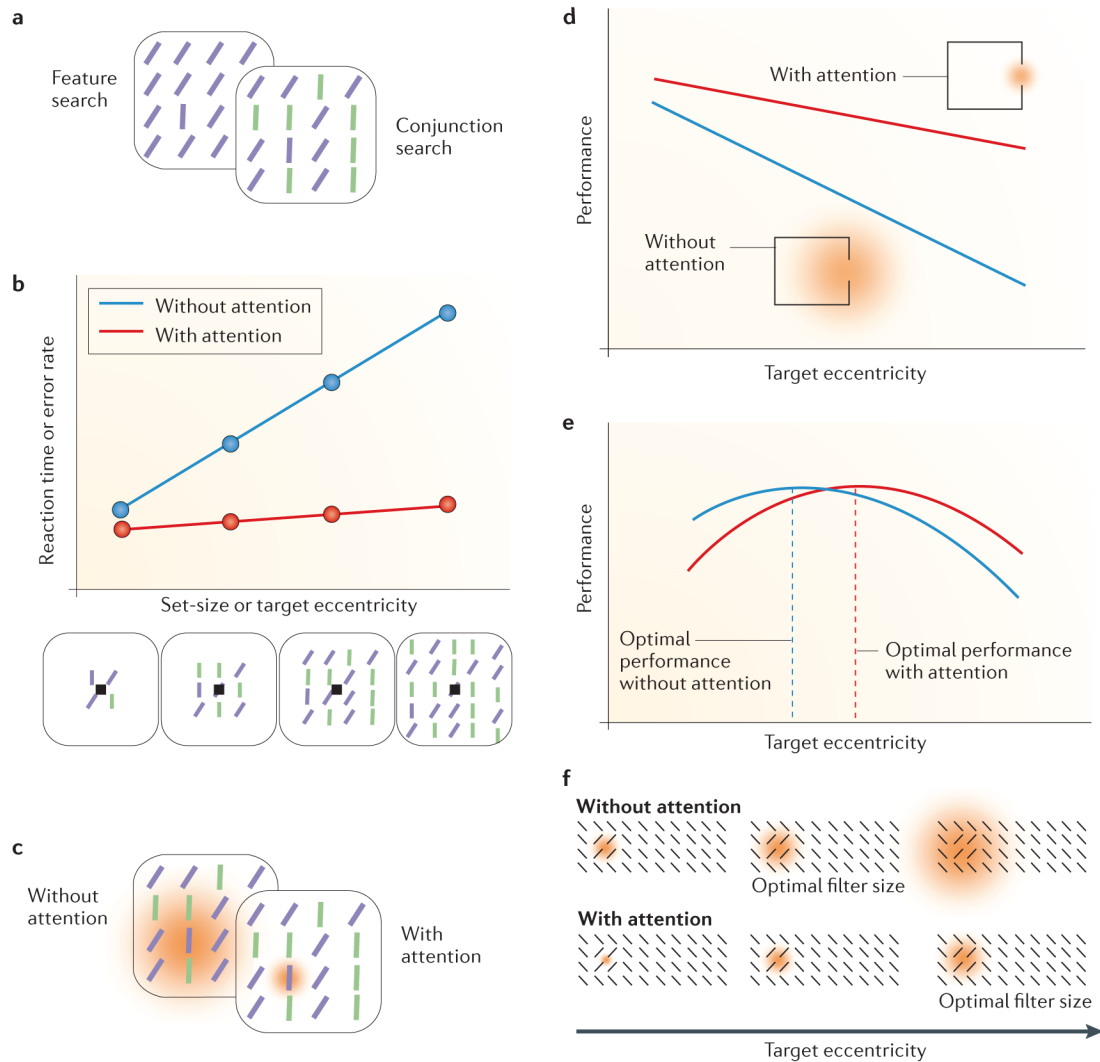 a
Feature
search
Conjunction
search
b
Without attention
With attention
Reaction time or error rate
Set-size or target eccentricity
c
Without
attention
With
attention
d
With attention
Without
attention
Performance
Target eccentricity
e
Performance
Optimal
performance
without attention
Optimal performance
with attention
Target eccentricity
f
Without attention
Optimal filter size
With attention
Optimal filter size
Target eccentricity